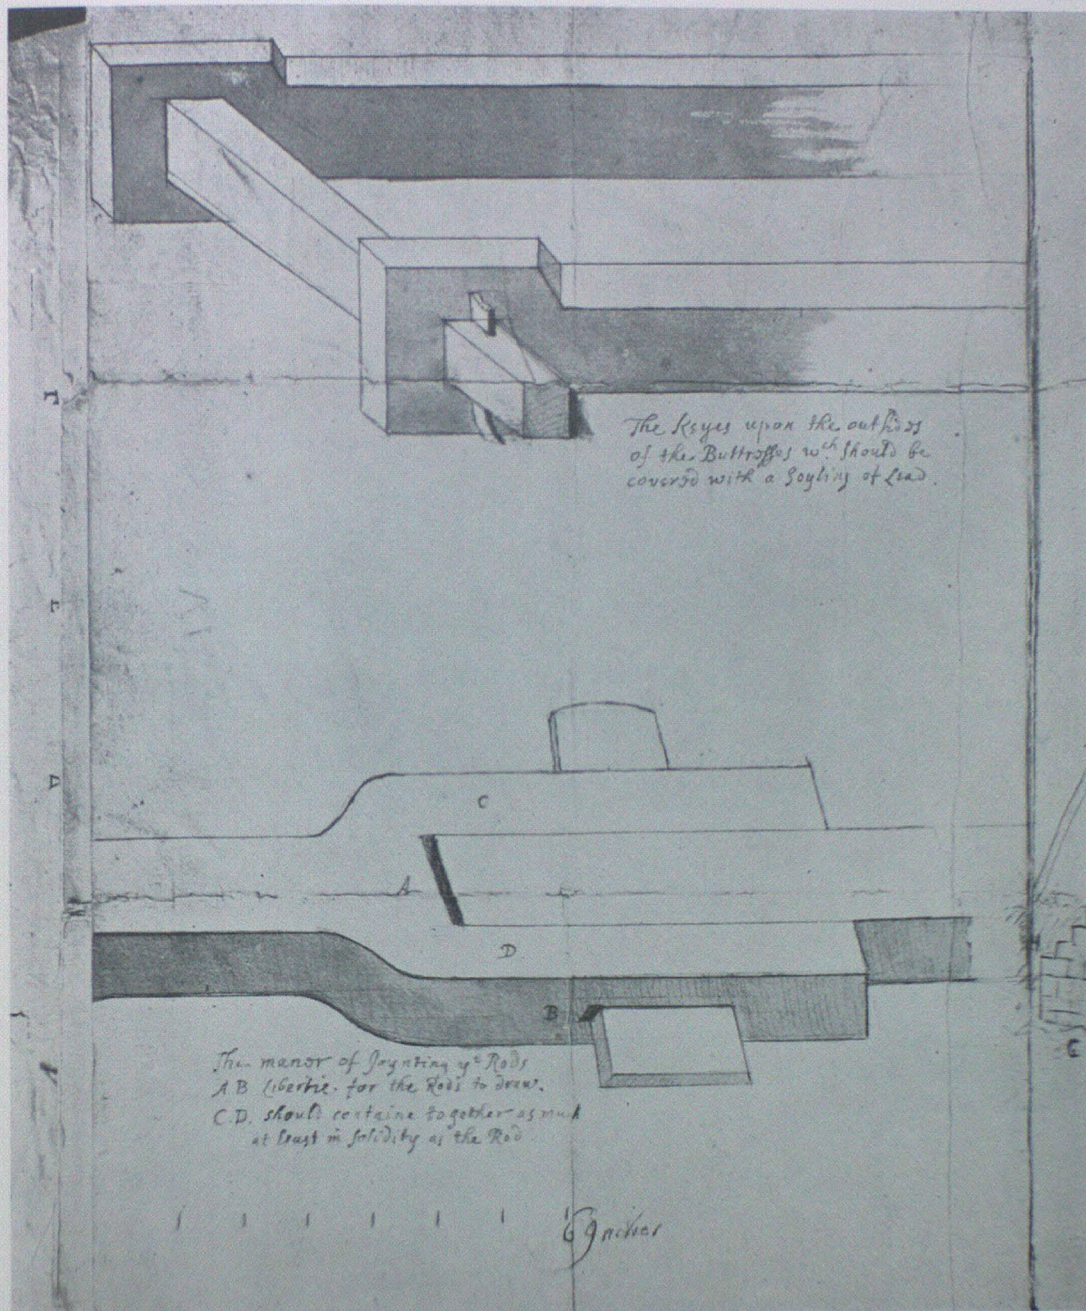 The Keyes upon the outsides
of the Buttresses wch should be
covered with a Soyling of Lead.
C
A
D
B
The manor of Joynting ye Rods
A B libertie for the Rods to draw.
C.D. should containe together as much
at least in solidity as the Rod
6 Inches